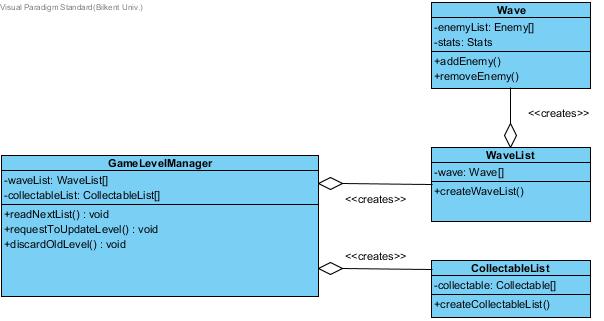 Visual Paradigm Standard(Bilkent Univ.)
Wave
-enemyList: Enemy[]
-stats: Stats
+addEnemy()
+removeEnemy()
<<creates>>
GameLevelManager
-waveList: WaveList[]
-collectableList: CollectableList[]
+readNextList() : void
+requestToUpdateLevel() : void
+discardOldLevel() : void
<<creates>>
WaveList
-wave: Wave[]
+createWaveList()
<<creates>>
CollectableList
-collectable: Collectable[]
+createCollectableList()